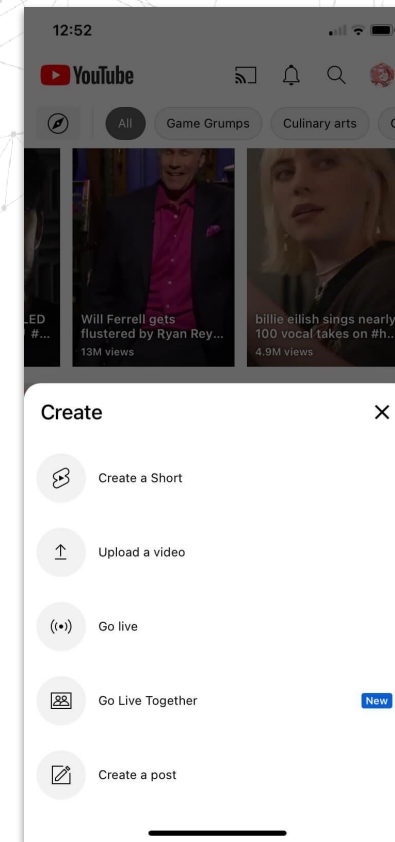 12:52
YouTube
All Game Grumps Culinary arts
LED
#...
Will Ferrell gets
flustered by Ryan Rey...
13M views
billie eilish sings nearly
100 vocal takes on #h...
4.9M views
Create
Create a Short
Upload a video
Go live
Go Live Together New
Create a post